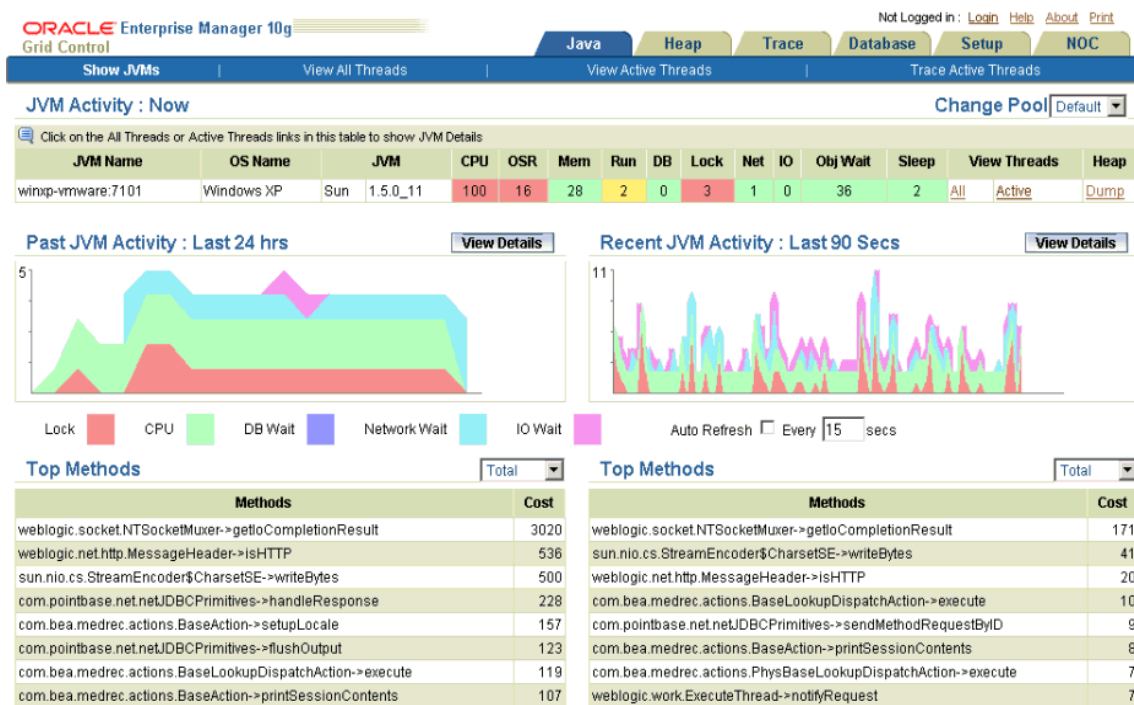 Not Logged in : Login Help About Print
ORACLE Enterprise Manager 10g
Grid Control
Java Heap Trace Database Setup NOC
Show JVMs | View All Threads | View Active Threads | Trace Active Threads
JVM Activity : Now
Change Pool Default
Click on the All Threads or Active Threads links in this table to show JVM Details
JVM Name OS Name JVM CPU OSR Mem Run DB Lock Net IO Obj Wait Sleep View Threads Heap
winxp-vmware:7101 Windows XP Sun 1.5.0_11 100 16 28 2 0 3 1 0 36 2 All Active Dump
Past JVM Activity : Last 24 hrs View Details
Recent JVM Activity : Last 90 Secs View Details
5
11
Lock CPU DB Wait Network Wait IO Wait
Auto Refresh Every 15 secs
Top Methods Total
Methods Cost
weblogic.socket.NTSocketMuxer->getIoCompletionResult 3020
weblogic.net.http.MessageHeader->isHTTP 536
sun.nio.cs.StreamEncoder$CharsetSE->writeBytes 500
com.pointbase.net.netJDBCPrimitives->handleResponse 228
com.bea.medrec.actions.BaseAction->setupLocale 157
com.pointbase.net.netJDBCPrimitives->flushOutput 123
com.bea.medrec.actions.BaseLookupDispatchAction->execute 119
com.bea.medrec.actions.BaseAction->printSessionContents 107
Top Methods Total
Methods Cost
weblogic.socket.NTSocketMuxer->getIoCompletionResult 171
sun.nio.cs.StreamEncoder$CharsetSE->writeBytes 41
weblogic.net.http.MessageHeader->isHTTP 20
com.bea.medrec.actions.BaseLookupDispatchAction->execute 10
com.pointbase.net.netJDBCPrimitives->sendMethodRequestByID 9
com.bea.medrec.actions.BaseAction->printSessionContents 8
com.bea.medrec.actions.PhysBaseLookupDispatchAction->execute 7
weblogic.work.ExecuteThread->notifyRequest 7